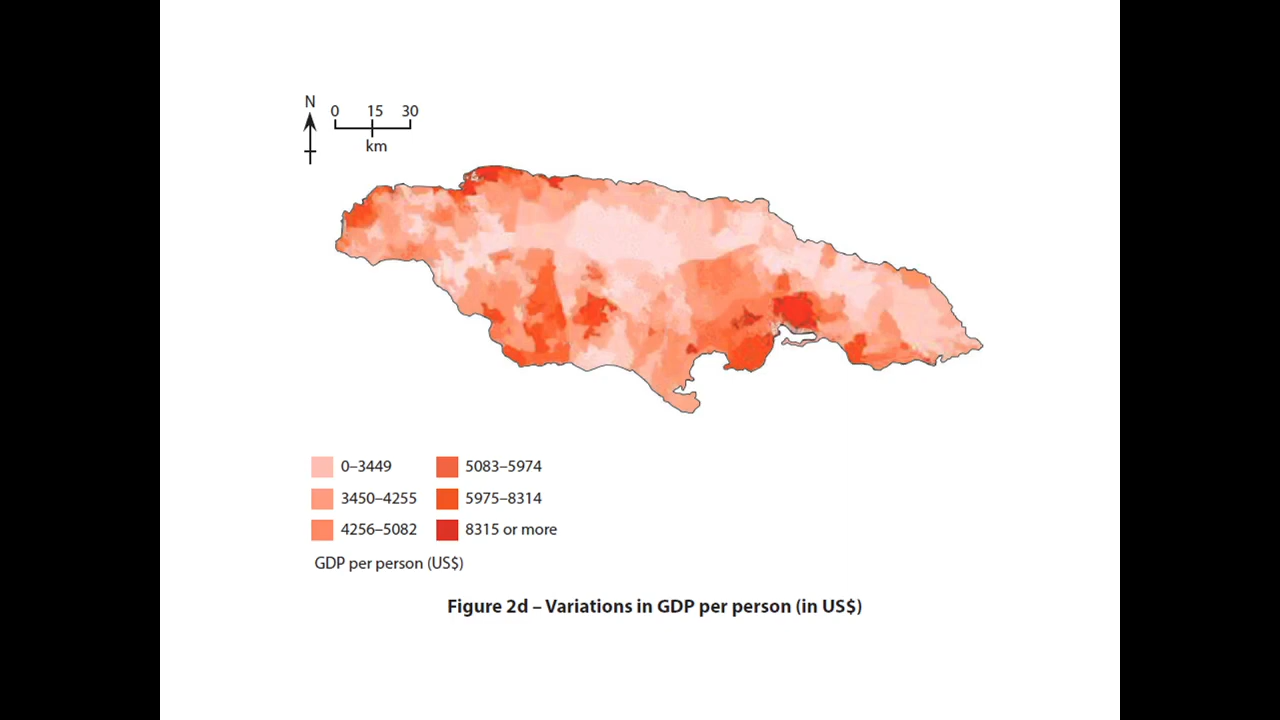 N
0 15 30
km
0–3449
5083–5974
3450–4255
5975–8314
4256–5082
8315 or more
GDP per person (US$)
Figure 2d – Variations in GDP per person (in US$)